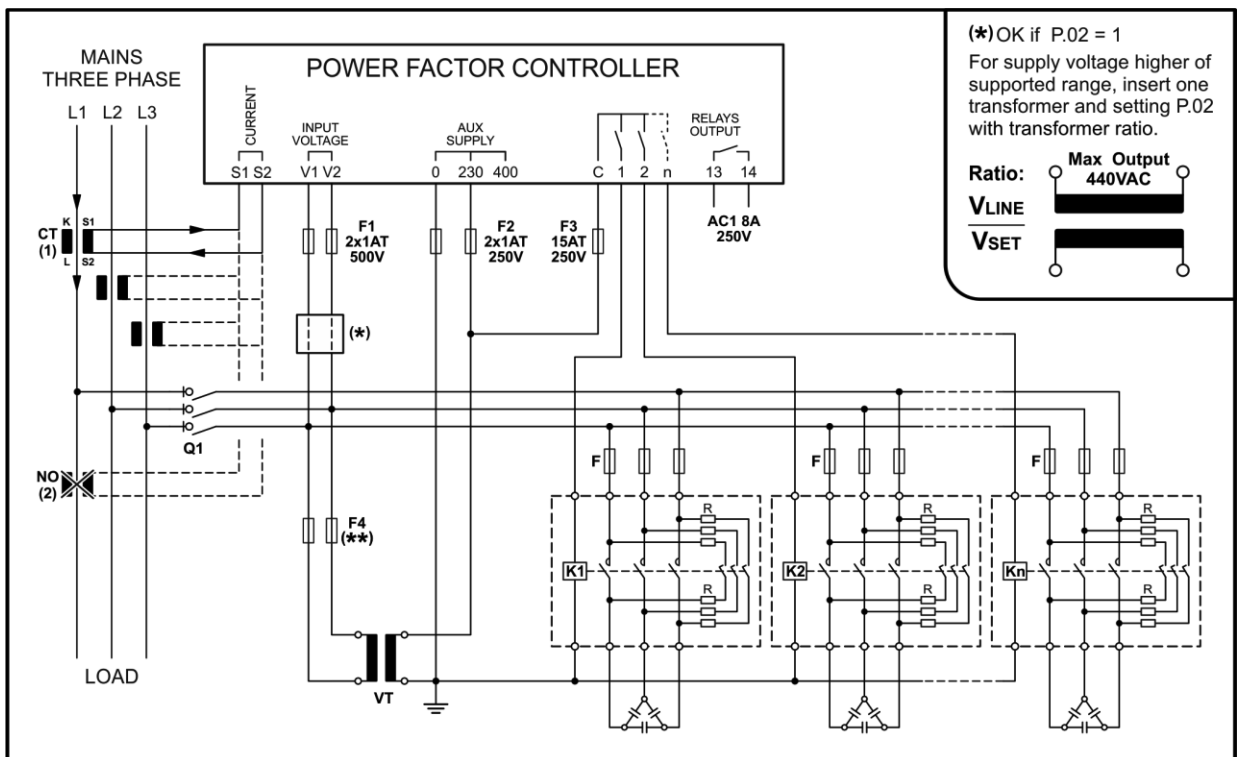 MAINS
THREE PHASE
L1 L2 L3
POWER FACTOR CONTROLLER
CURRENT
S1 S2
INPUT
VOLTAGE
V1 V2
AUX
SUPPLY
0 230 400
C 1 2 n
RELAYS
OUTPUT
13 14
(*) OK if P.02 = 1
For supply voltage higher of
supported range, insert one
transformer and setting P.02
with transformer ratio.
Ratio:
Max Output
440VAC
VLINE
VSET
K S1
CT
(1)
L S2
F1
2x1AT
500V
F2
2x1AT
250V
F3
15AT
250V
AC1 8A
250V
(*)
Q1
NO
(2)
F4
(**)
F
F
F
R
R
R
K1
K2
Kn
R
R
R
VT
LOAD